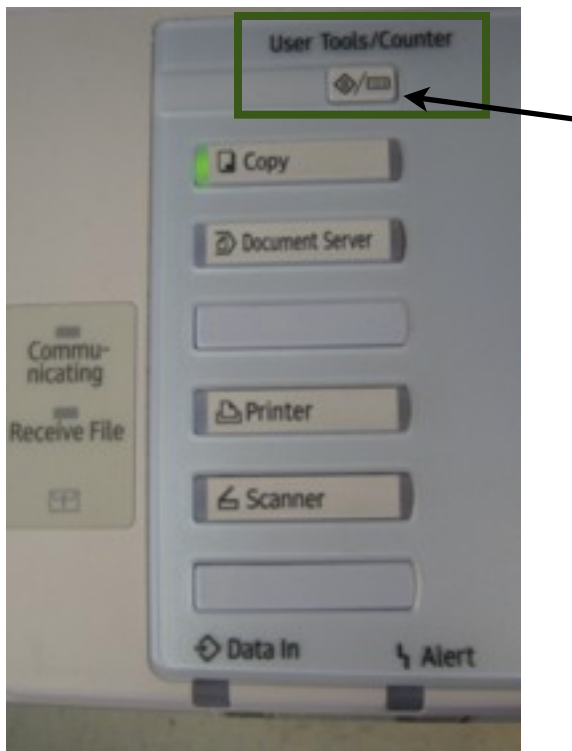 User Tools/Counter
Copy
Document Server
Commu-
nicating
Receive File
Printer
Scanner
Data In
Alert